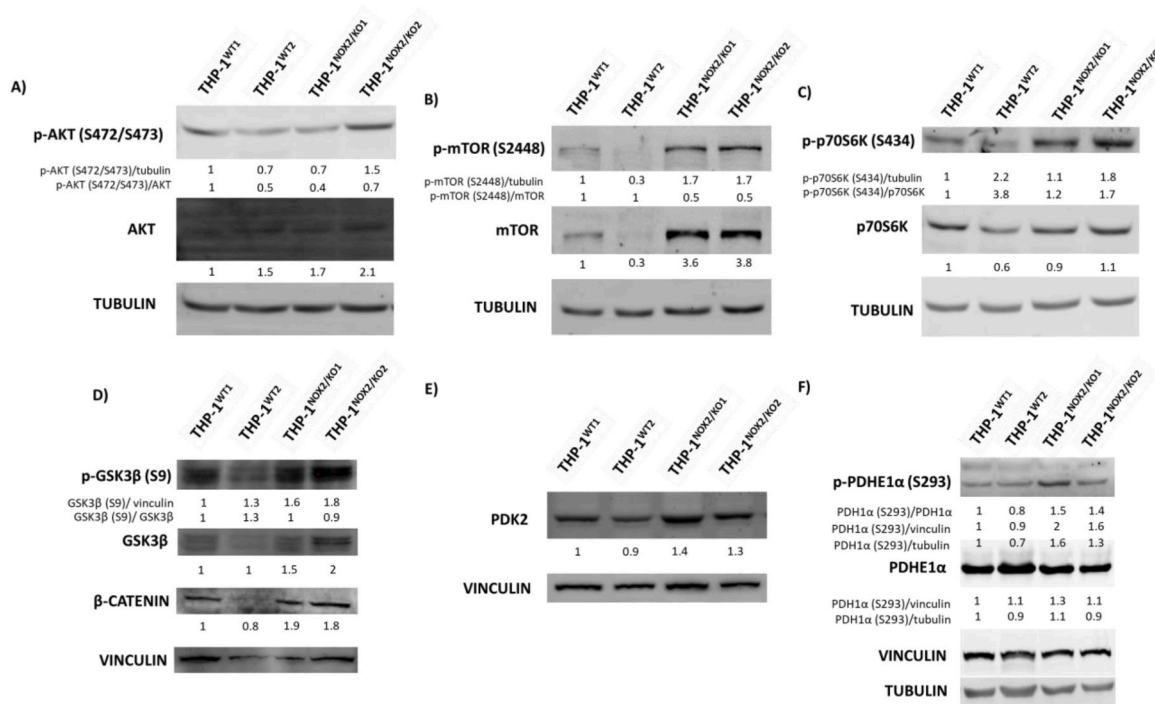 A)
THP-1WT1
THP-1WT2
THP-1NOX2/KO1
THP-1NOX2/KO2
p-AKT (S472/S473)
p-AKT (S472/S473)/tubulin 1 0.7 0.7 1.5
p-AKT (S472/S473)/AKT 1 0.5 0.4 0.7
AKT
1 1.5 1.7 2.1
TUBULIN
B)
THP-1WT1
THP-1WT2
THP-1NOX2/KO1
THP-1NOX2/KO2
p-mTOR (S2448)
p-mTOR (S2448)/tubulin 1 0.3 1.7 1.7
p-mTOR (S2448)/mTOR 1 1 0.5 0.5
mTOR
1 0.3 3.6 3.8
TUBULIN
C)
THP-1WT1
THP-1WT2
THP-1NOX2/KO1
THP-1NOX2/KO2
p-p70S6K (S434)
p-p70S6K (S434)/tubulin 1 2.2 1.1 1.8
p-p70S6K (S434)/p70S6K 1 3.8 1.2 1.7
p70S6K
1 0.6 0.9 1.1
TUBULIN
D)
THP-1WT1
THP-1WT2
THP-1NOX2/KO1
THP-1NOX2/KO2
p-GSK3β (S9)
GSK3β (S9)/ vinculin 1 1.3 1.6 1.8
GSK3β (S9)/ GSK3β 1 1.3 1 0.9
GSK3β
1 1 1.5 2
β-CATENIN
1 0.8 1.9 1.8
VINCULIN
E)
THP-1WT1
THP-1WT2
THP-1NOX2/KO1
THP-1NOX2/KO2
PDK2
1 0.9 1.4 1.3
VINCULIN
F)
THP-1WT1
THP-1WT2
THP-1NOX2/KO1
THP-1NOX2/KO2
p-PDHE1α (S293)
PDH1α (S293)/PDH1α 1 0.8 1.5 1.4
PDH1α (S293)/vinculin 1 0.9 2 1.6
PDH1α (S293)/tubulin 1 0.7 1.6 1.3
PDHE1α
PDH1α (S293)/vinculin 1 1.1 1.3 1.1
PDH1α (S293)/tubulin 1 0.9 1.1 0.9
VINCULIN
TUBULIN